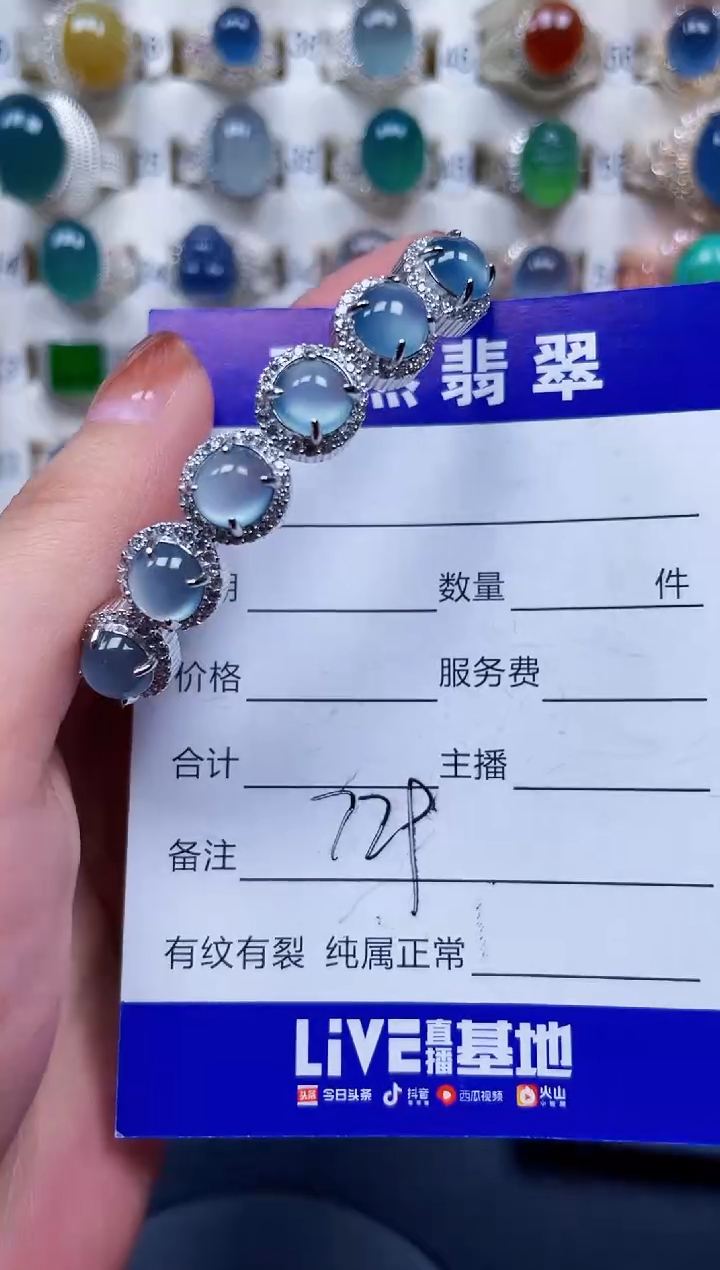 翡翠
数量 件
价格 服务费
合计 主播
备注
有纹有裂 纯属正常
LiVE直播基地
头条 今日头条 抖音 西瓜视频 火山